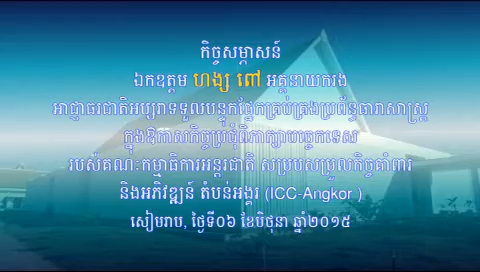 កិច្ចសម្ភាសន៍
ឯកឧត្តម ហង្ស ពៅ អគ្គនាយករង
អាជ្ញាធរជាតិអប្សរាទទួលបន្ទុកផ្នែកគ្រប់គ្រងប្រព័ន្ធធារាសាស្ត្រ
ក្នុងឱកាសកិច្ចប្រជុំពិភាក្សាបច្ចេកទេស
របស់គណៈកម្មាធិការអន្តរជាតិ សម្របសម្រួលកិច្ចគាំពារ
និងអភិវឌ្ឍន៍ តំបន់អង្គរ (ICC-Angkor )
សៀមរាប, ថ្ងៃទី០៦ ខែមិថុនា ឆ្នាំ២០១៥